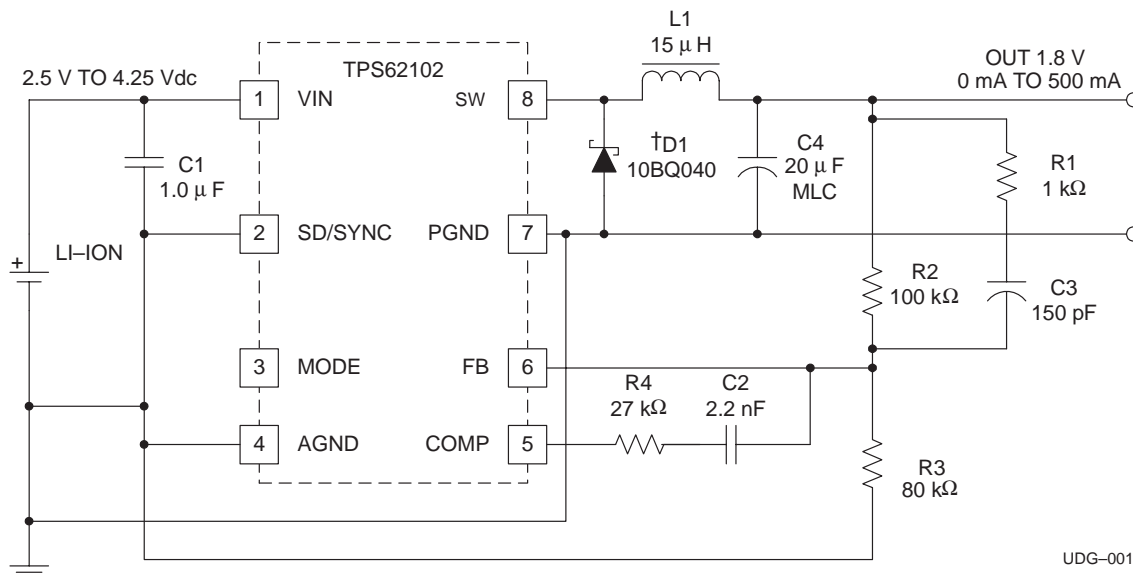 L1
15 μH
OUT 1.8 V
0 mA TO 500 mA
2.5 V TO 4.25 Vdc
TPS62102
1
VIN
SW
8
C1
1.0 μF
†D1
10BQ040
C4
20 μF
MLC
R1
1 kΩ
2
SD/SYNC
PGND
7
+
LI–ION
R2
100 kΩ
C3
150 pF
3
MODE
FB
6
R4
27 kΩ
C2
2.2 nF
4
AGND
COMP
5
R3
80 kΩ
UDG–001